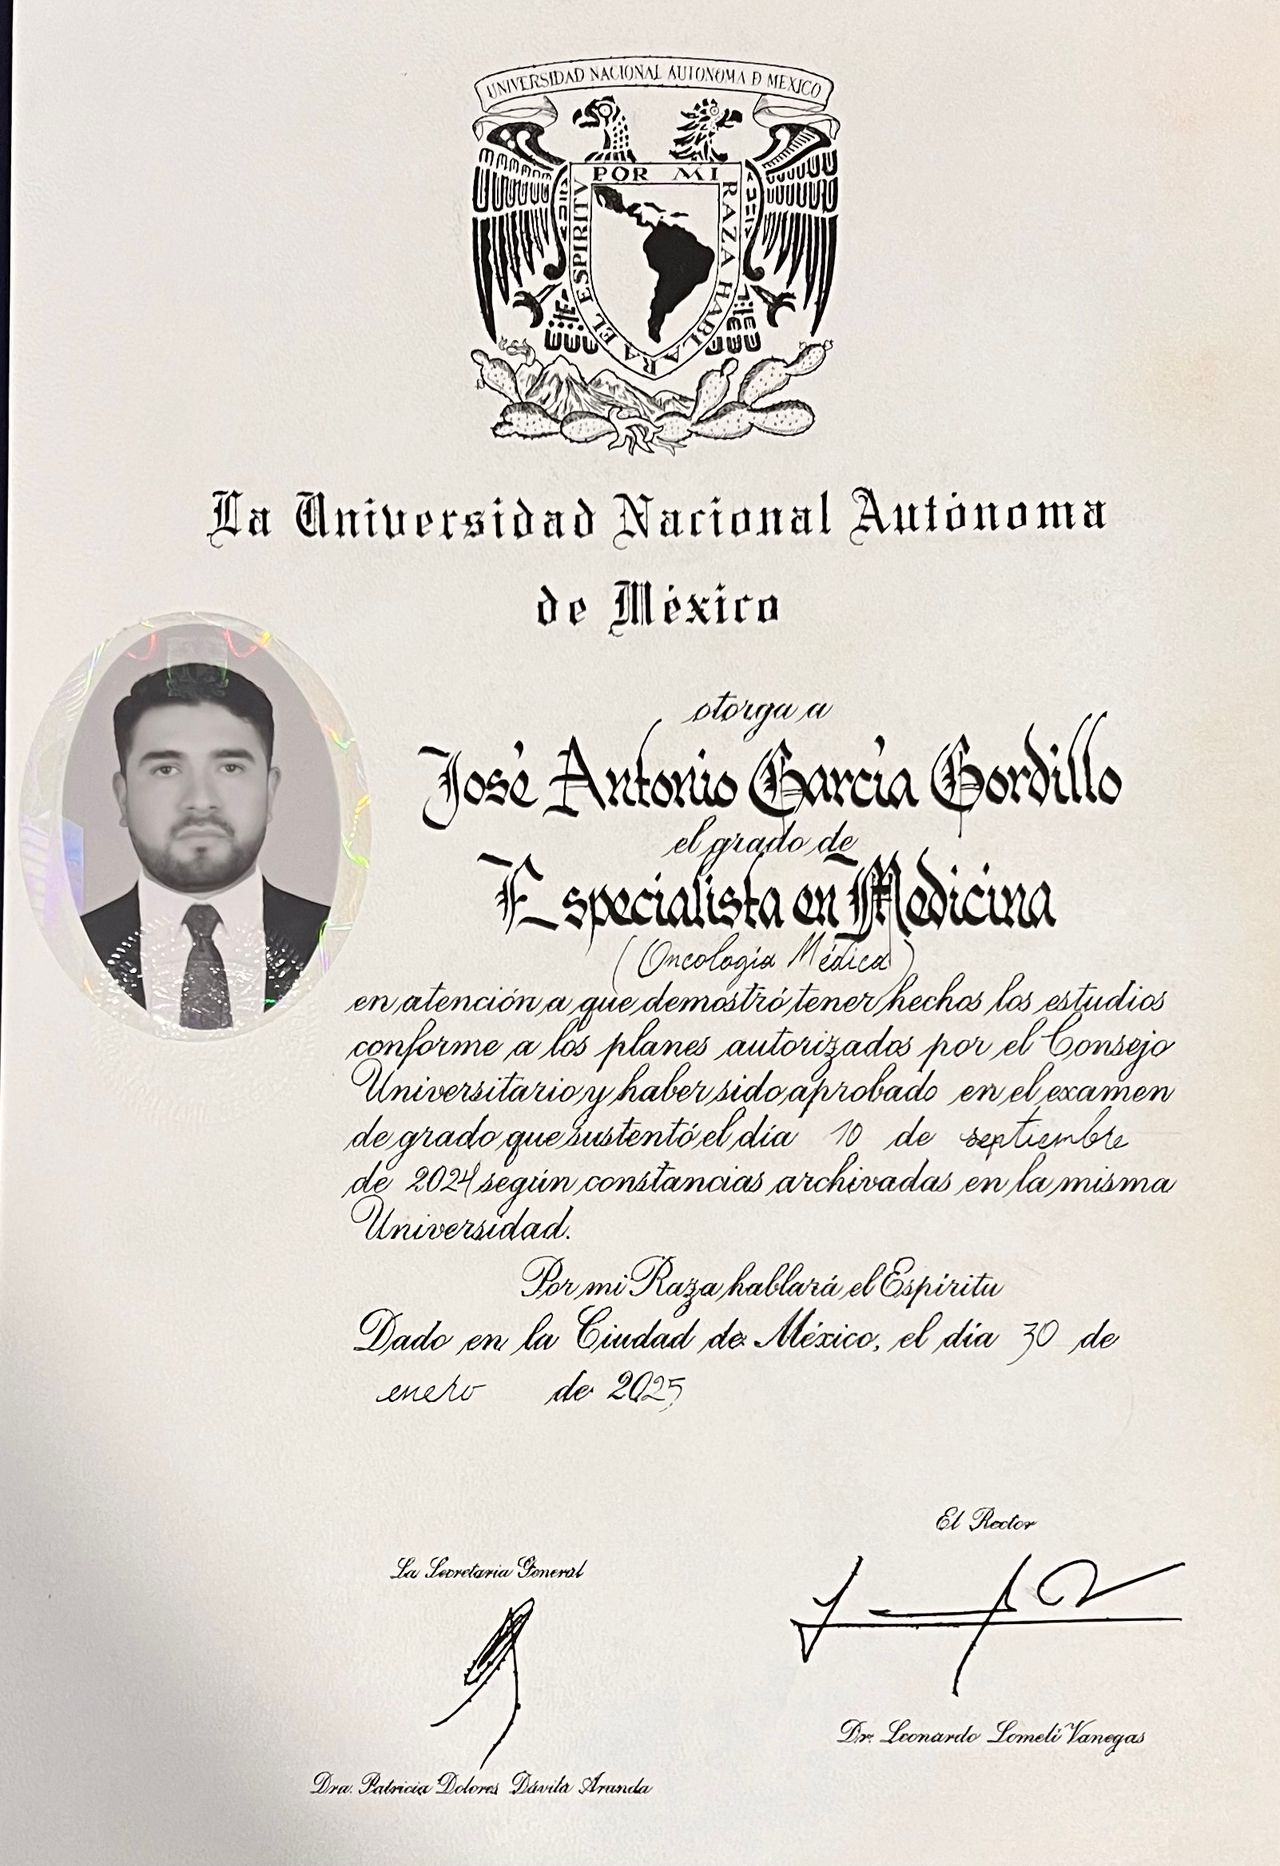 UNIVERSIDAD NACIONAL AUTONOMA D MEXICO
POR MI RAZA HABLARA EL ESPIRITV
La Universidad Nacional Autónoma
de México
otorga a
José Antonio García Gordillo
el grado de
Especialista en Medicina
(Oncología Médica)
en atención a que demostró tener hechos los estudios
conforme a los planes autorizados por el Consejo
Universitario y haber sido aprobado en el examen
de grado que sustentó el día 10 de septiembre
de 2024 según constancias archivadas en la misma
Universidad.
Por mi Raza hablará el Espíritu
Dado en la Ciudad de México, el día 30 de
enero de 2025
El Rector
La Secretaria General
Dr. Leonardo Lomelí Vanegas
Dra. Patricia Dolores Dávila Aranda